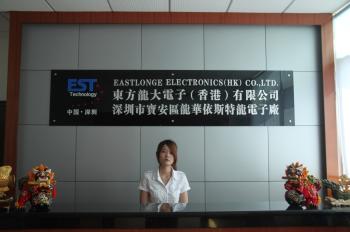 EST
Technology
中國·深圳
EASTLONGE ELECTRONICS(HK) CO.,LTD.
東方龍大電子（香港）有限公司
深圳市寶安區龍華依斯特龍電子廠